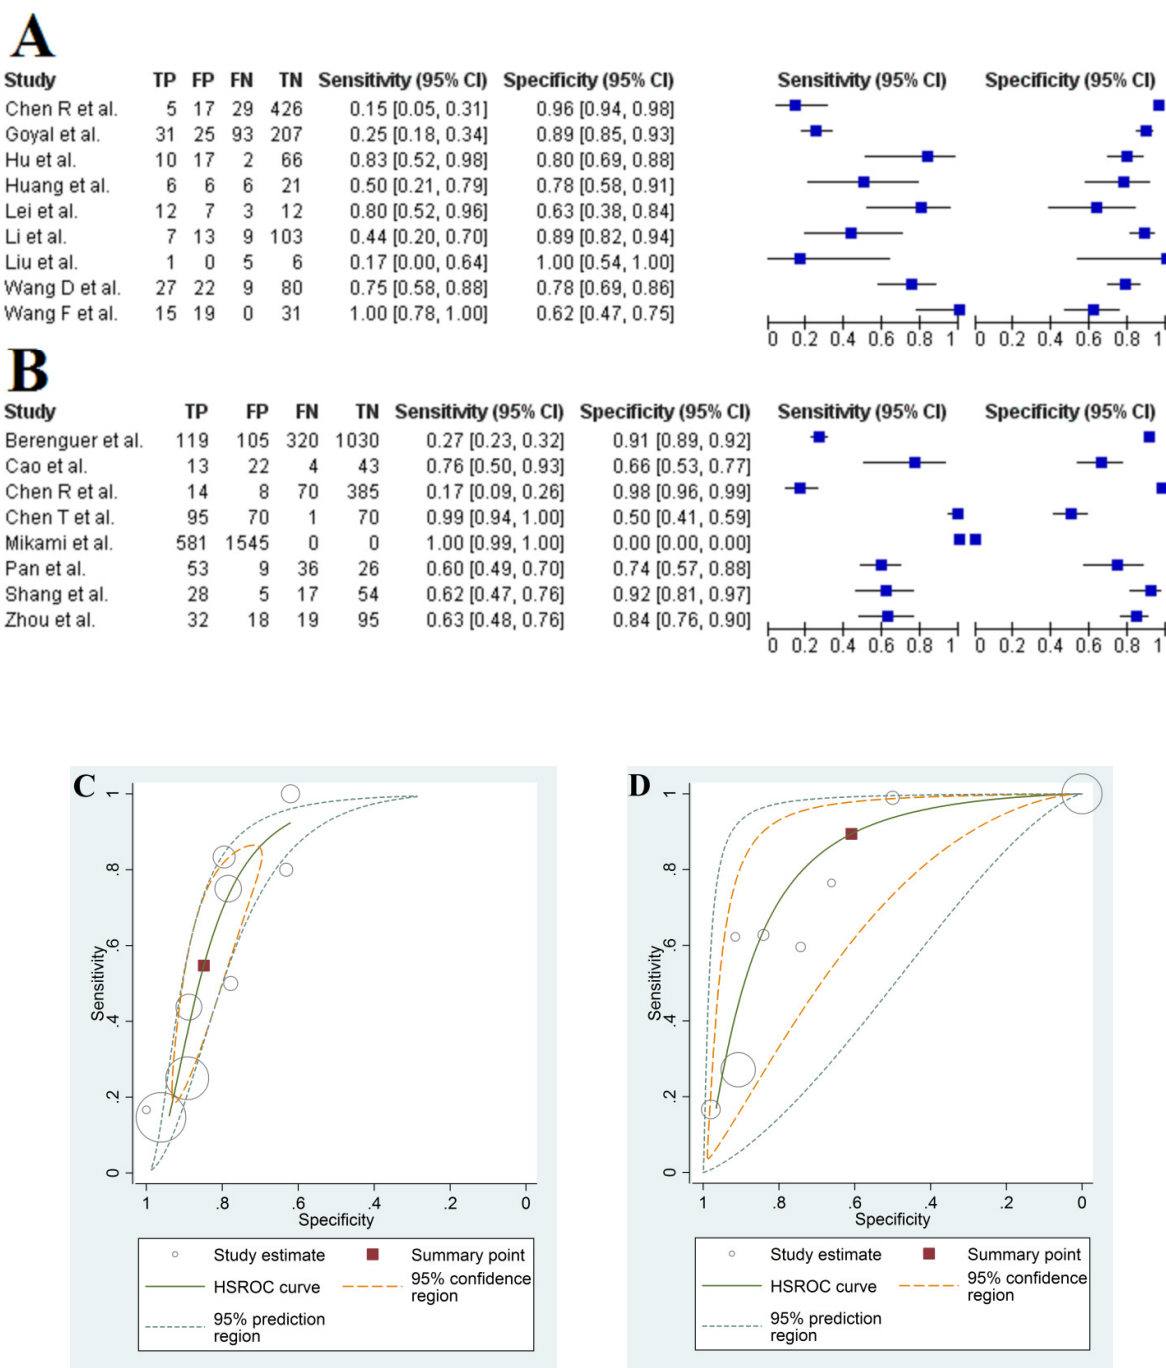 A
Study TP FP FN TN Sensitivity (95% CI) Specificity (95% CI) Sensitivity (95% CI) Specificity (95% CI)
Chen R et al. 5 17 29 426 0.15 [0.05, 0.31] 0.96 [0.94, 0.98]
Goyal et al. 31 25 93 207 0.25 [0.18, 0.34] 0.89 [0.85, 0.93]
Hu et al. 10 17 2 66 0.83 [0.52, 0.98] 0.80 [0.69, 0.88]
Huang et al. 6 6 6 21 0.50 [0.21, 0.79] 0.78 [0.58, 0.91]
Lei et al. 12 7 3 12 0.80 [0.52, 0.96] 0.63 [0.38, 0.84]
Li et al. 7 13 9 103 0.44 [0.20, 0.70] 0.89 [0.82, 0.94]
Liu et al. 1 0 5 6 0.17 [0.00, 0.64] 1.00 [0.54, 1.00]
Wang D et al. 27 22 9 80 0.75 [0.58, 0.88] 0.78 [0.69, 0.86]
Wang F et al. 15 19 0 31 1.00 [0.78, 1.00] 0.62 [0.47, 0.75]
0 0.2 0.4 0.6 0.8 1 0 0.2 0.4 0.6 0.8 1
B
Study TP FP FN TN Sensitivity (95% CI) Specificity (95% CI) Sensitivity (95% CI) Specificity (95% CI)
Berenguer et al. 119 105 320 1030 0.27 [0.23, 0.32] 0.91 [0.89, 0.92]
Cao et al. 13 22 4 43 0.76 [0.50, 0.93] 0.66 [0.53, 0.77]
Chen R et al. 14 8 70 385 0.17 [0.09, 0.26] 0.98 [0.96, 0.99]
Chen T et al. 95 70 1 70 0.99 [0.94, 1.00] 0.50 [0.41, 0.59]
Mikami et al. 581 1545 0 0 1.00 [0.99, 1.00] 0.00 [0.00, 0.00]
Pan et al. 53 9 36 26 0.60 [0.49, 0.70] 0.74 [0.57, 0.88]
Shang et al. 28 5 17 54 0.62 [0.47, 0.76] 0.92 [0.81, 0.97]
Zhou et al. 32 18 19 95 0.63 [0.48, 0.76] 0.84 [0.76, 0.90]
0 0.2 0.4 0.6 0.8 1 0 0.2 0.4 0.6 0.8 1
C
Sensitivity
1
.8
.6
.4
.2
0
1 .8 .6 .4 .2 0
Specificity
Study estimate Summary point
HSROC curve 95% confidence
region
95% prediction
region
D
Sensitivity
1
.8
.6
.4
.2
0
1 .8 .6 .4 .2 0
Specificity
Study estimate Summary point
HSROC curve 95% confidence
region
95% prediction
region